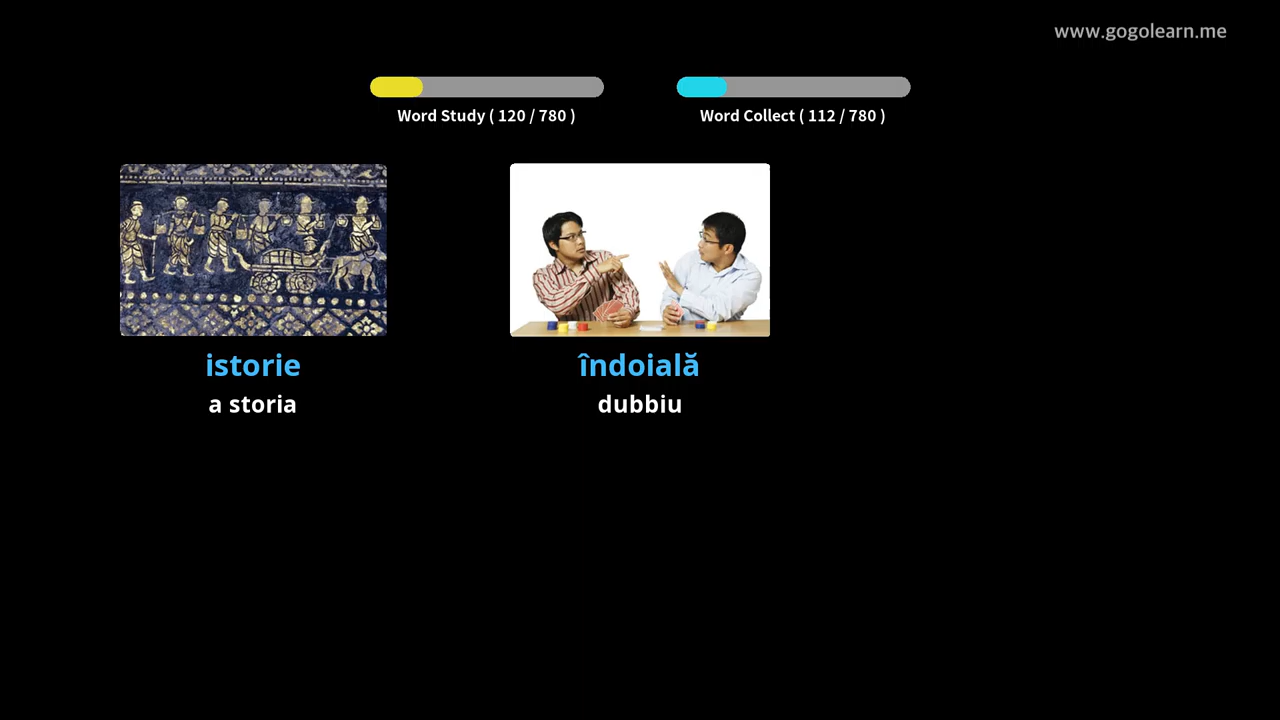 www.gogolearn.me
Word Study ( 120 / 780 )
Word Collect ( 112 / 780 )
istorie
a storia
îndoială
dubbiu